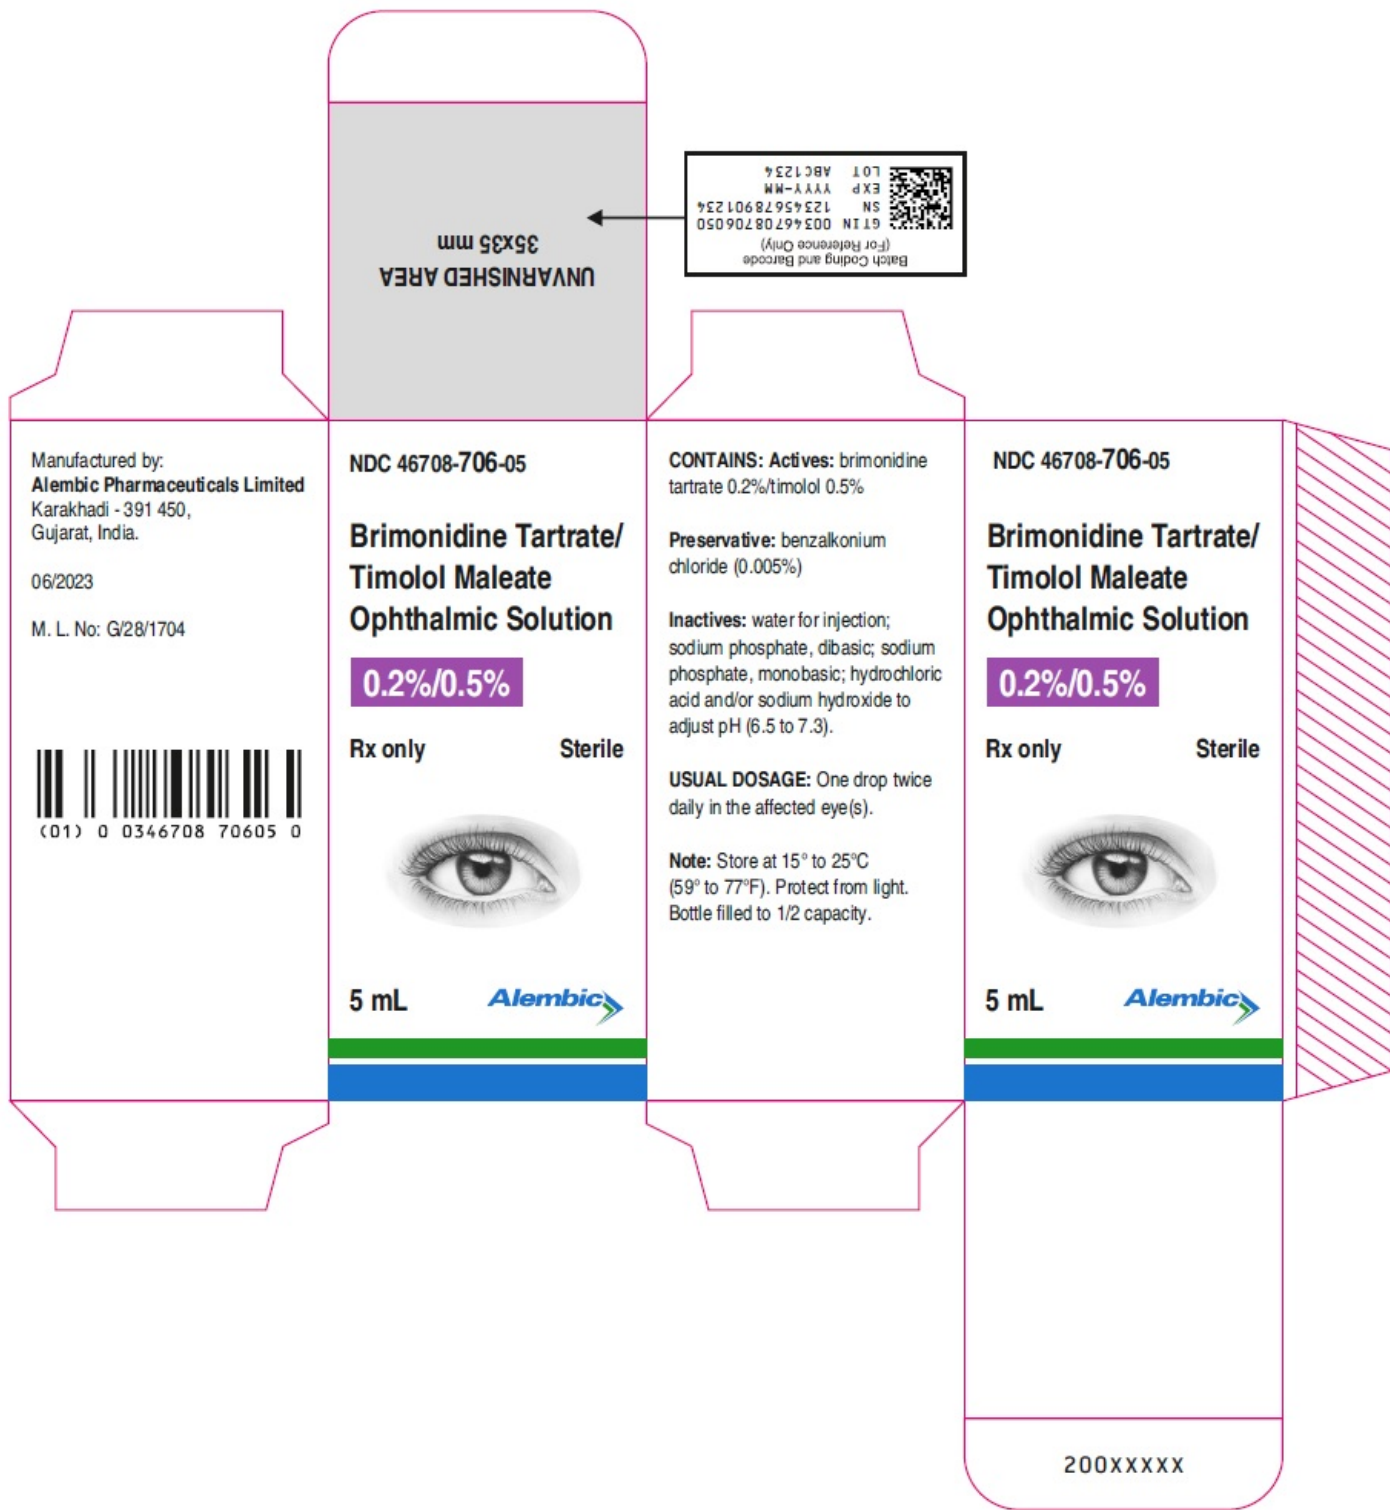 UNVARNISHED AREA
35x35 mm
Batch Coding and Barcode
(For Reference Only)
GTIN 00346708706050
SN 12345678901234
EXP YYYY-MM
LOT ABC1234
Manufactured by:
Alembic Pharmaceuticals Limited
Karakhadi - 391 450,
Gujarat, India.
06/2023
M. L. No: G/28/1704
(01) 0 0346708 70605 0
NDC 46708-706-05
Brimonidine Tartrate/
Timolol Maleate
Ophthalmic Solution
0.2%/0.5%
Rx only Sterile
5 mL Alembic
CONTAINS: Actives: brimonidine
tartrate 0.2%/timolol 0.5%
Preservative: benzalkonium
chloride (0.005%)
Inactives: water for injection;
sodium phosphate, dibasic; sodium
phosphate, monobasic; hydrochloric
acid and/or sodium hydroxide to
adjust pH (6.5 to 7.3).
USUAL DOSAGE: One drop twice
daily in the affected eye(s).
Note: Store at 15° to 25°C
(59° to 77°F). Protect from light.
Bottle filled to 1/2 capacity.
NDC 46708-706-05
Brimonidine Tartrate/
Timolol Maleate
Ophthalmic Solution
0.2%/0.5%
Rx only Sterile
5 mL Alembic
200XXXXX